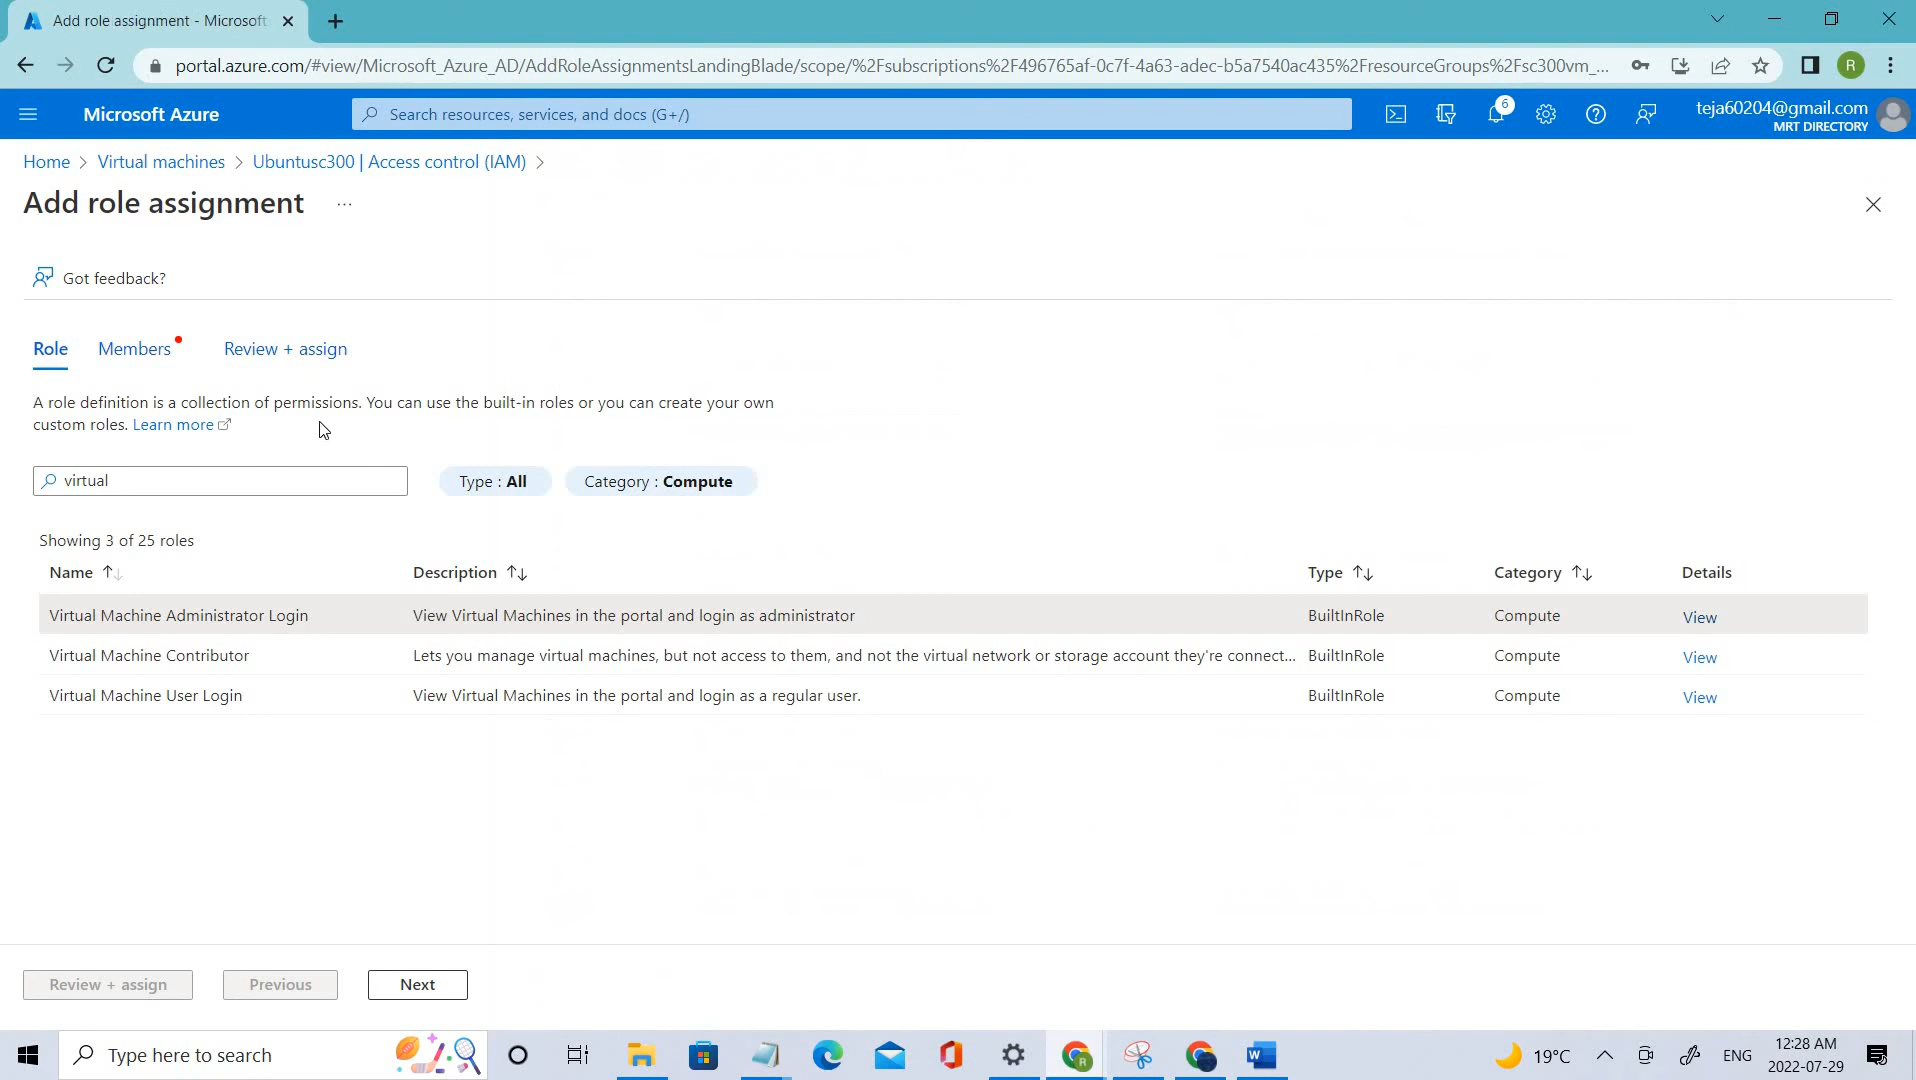 Add role assignment - Microsoft
portal.azure.com/#view/Microsoft_Azure_AD/AddRoleAssignmentsLandingBlade/scope/%2Fsubscriptions%2F496765af-0c7f-4a63-adec-b5a7540ac435%2FresourceGroups%2Fsc300vm_...
R
Microsoft Azure
Search resources, services, and docs (G+/)
6
teja60204@gmail.com
MRT DIRECTORY
Home > Virtual machines > Ubuntusc300 | Access control (IAM) >
Add role assignment ...
Got feedback?
Role Members Review + assign
A role definition is a collection of permissions. You can use the built-in roles or you can create your own
custom roles. Learn more
virtual
Type : All Category : Compute
Showing 3 of 25 roles
Name Description Type Category Details
Virtual Machine Administrator Login View Virtual Machines in the portal and login as administrator BuiltInRole Compute View
Virtual Machine Contributor Lets you manage virtual machines, but not access to them, and not the virtual network or storage account they're connect... BuiltInRole Compute View
Virtual Machine User Login View Virtual Machines in the portal and login as a regular user. BuiltInRole Compute View
Review + assign Previous Next
Type here to search
19°C
ENG
12:28 AM
2022-07-29